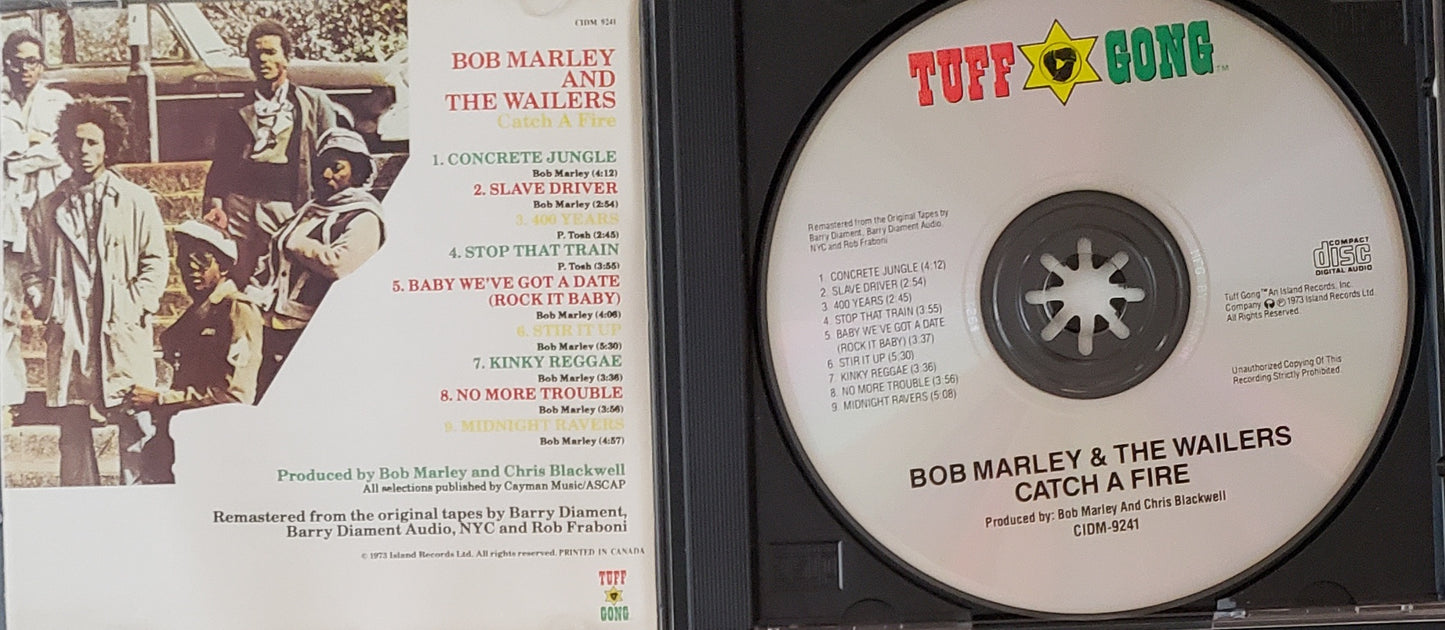 CIDM 9241
BOB MARLEY
AND
THE WAILERS
Catch A Fire
1. CONCRETE JUNGLE
Bob Marley (4:12)
2. SLAVE DRIVER
Bob Marley (2:54)
3. 400 YEARS
P. Tosh (2:45)
4. STOP THAT TRAIN
P. Tosh (3:55)
5. BABY WE'VE GOT A DATE
(ROCK IT BABY)
Bob Marley (4:06)
6. STIR IT UP
Bob Marley (5:30)
7. KINKY REGGAE
Bob Marley (3:36)
8. NO MORE TROUBLE
Bob Marley (3:56)
9. MIDNIGHT RAVERS
Bob Marley (4:57)
Produced by Bob Marley and Chris Blackwell
All selections published by Cayman Music/ASCAP
Remastered from the original tapes by Barry Diament,
Barry Diament Audio, NYC and Rob Fraboni
© 1973 Island Records Ltd. All rights reserved. PRINTED IN CANADA
TUFF
GONG
TUFF GONG™
Remastered from the Original Tapes by
Barry Diament, Barry Diament Audio,
NYC and Rob Fraboni
1. CONCRETE JUNGLE (4:12)
2. SLAVE DRIVER (2:54)
3. 400 YEARS (2:45)
4. STOP THAT TRAIN (3:55)
5. BABY WE'VE GOT A DATE
(ROCK IT BABY) (3:37)
6. STIR IT UP (5:30)
7. KINKY REGGAE (3:36)
8. NO MORE TROUBLE (3:56)
9. MIDNIGHT RAVERS (5:08)
COMPACT
disc
DIGITAL AUDIO
Tuff Gong™ An Island Records, Inc.
Company ℗ 1973 Island Records Ltd.
All Rights Reserved.
Unauthorized Copying Of This
Recording Strictly Prohibited.
BOB MARLEY & THE WAILERS
CATCH A FIRE
Produced by: Bob Marley And Chris Blackwell
CIDM-9241